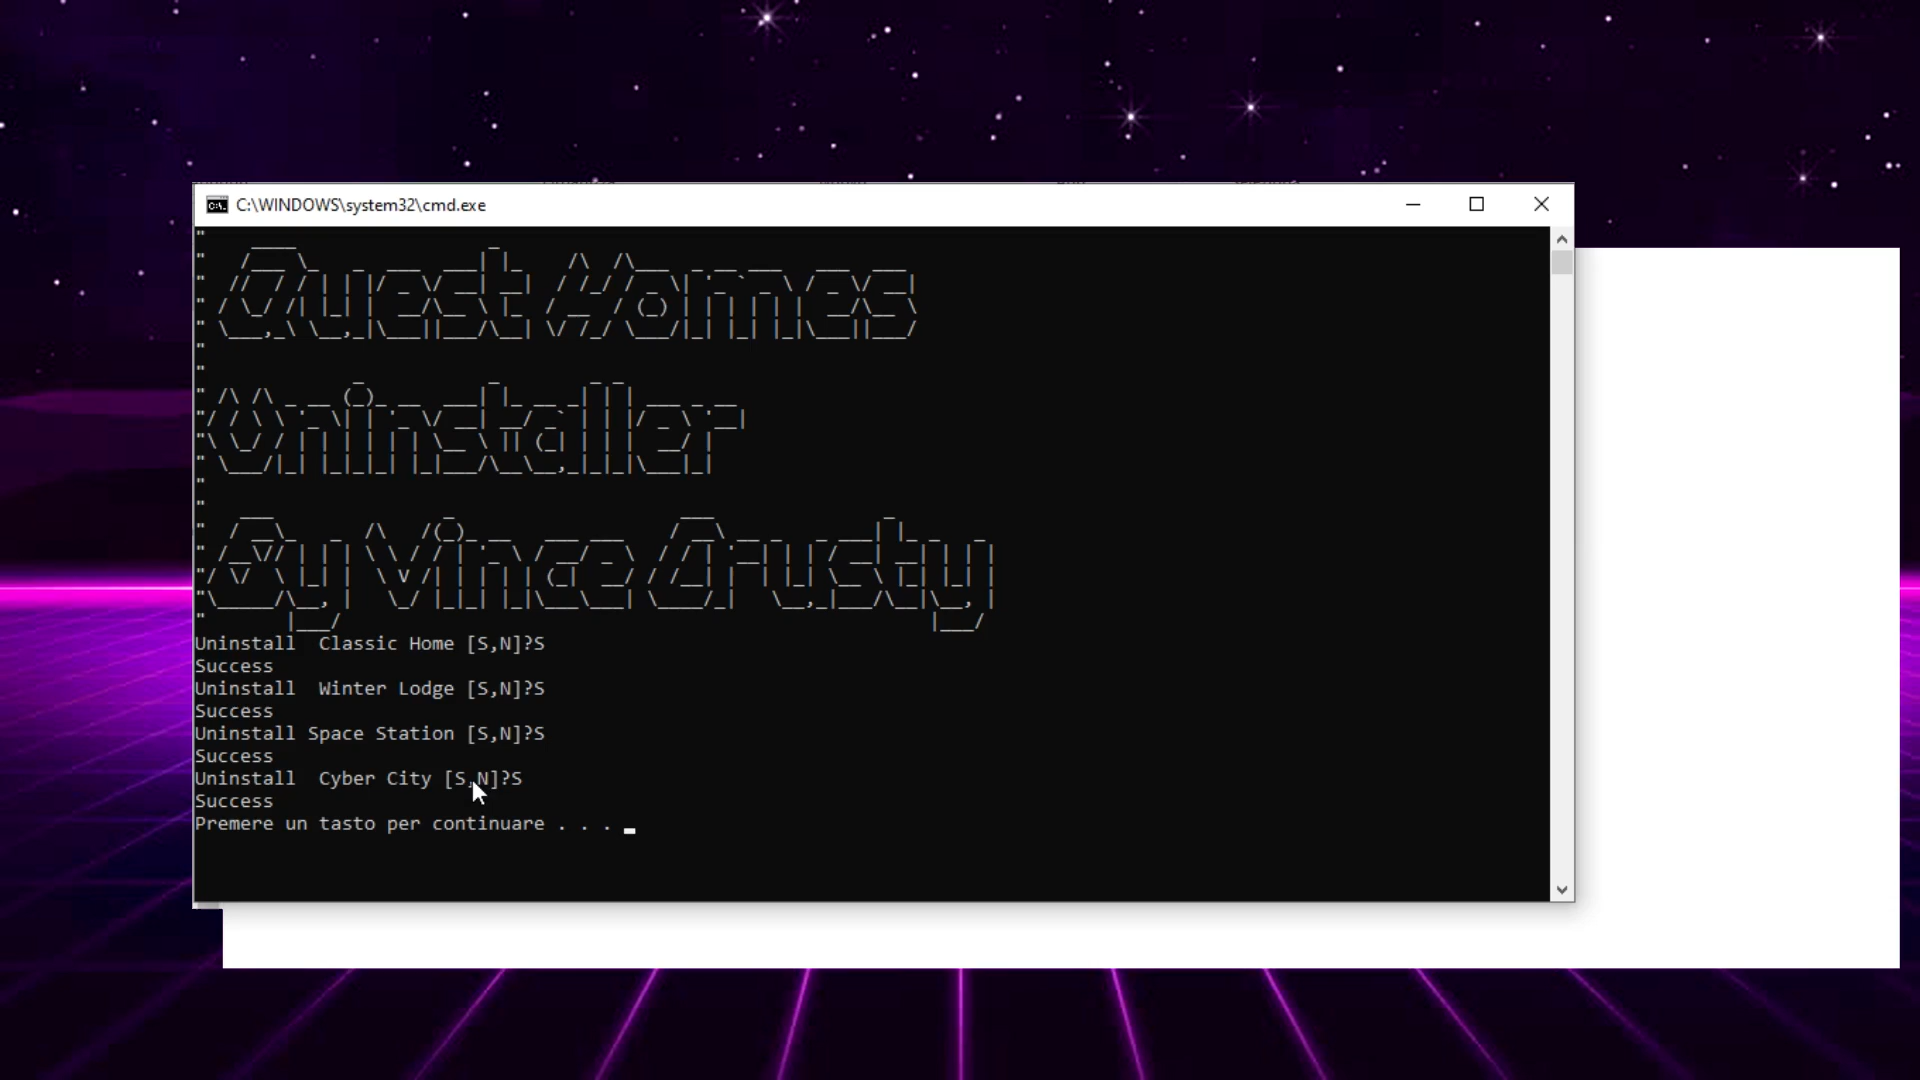 C:\WINDOWS\system32\cmd.exe
Quest Homes
Uninstaller
By Vince Crusty
Uninstall  Classic Home [S,N]?S
Success
Uninstall  Winter Lodge [S,N]?S
Success
Uninstall Space Station [S,N]?S
Success
Uninstall  Cyber City [S,N]?S
Success
Premere un tasto per continuare . . .